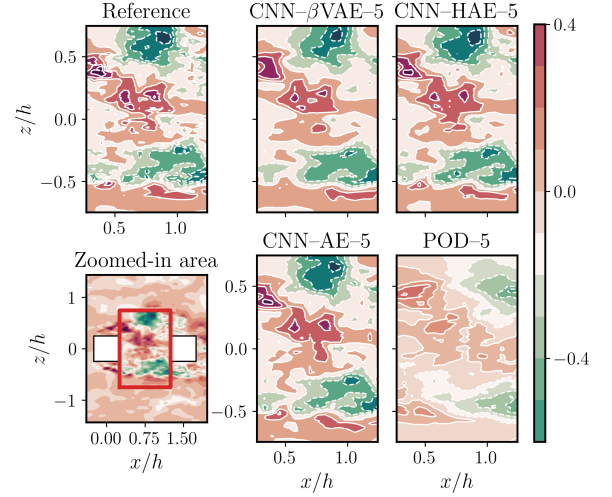 Reference
CNN–βVAE–5
CNN–HAE–5
0.4
0.5
z/h
0.0
0.0
−0.5
0.5
1.0
Zoomed-in area
CNN–AE–5
POD–5
1
0.5
z/h
0
0.0
−0.4
−1
−0.5
0.00
0.75
1.50
0.5
1.0
0.5
1.0
x/h
x/h
x/h